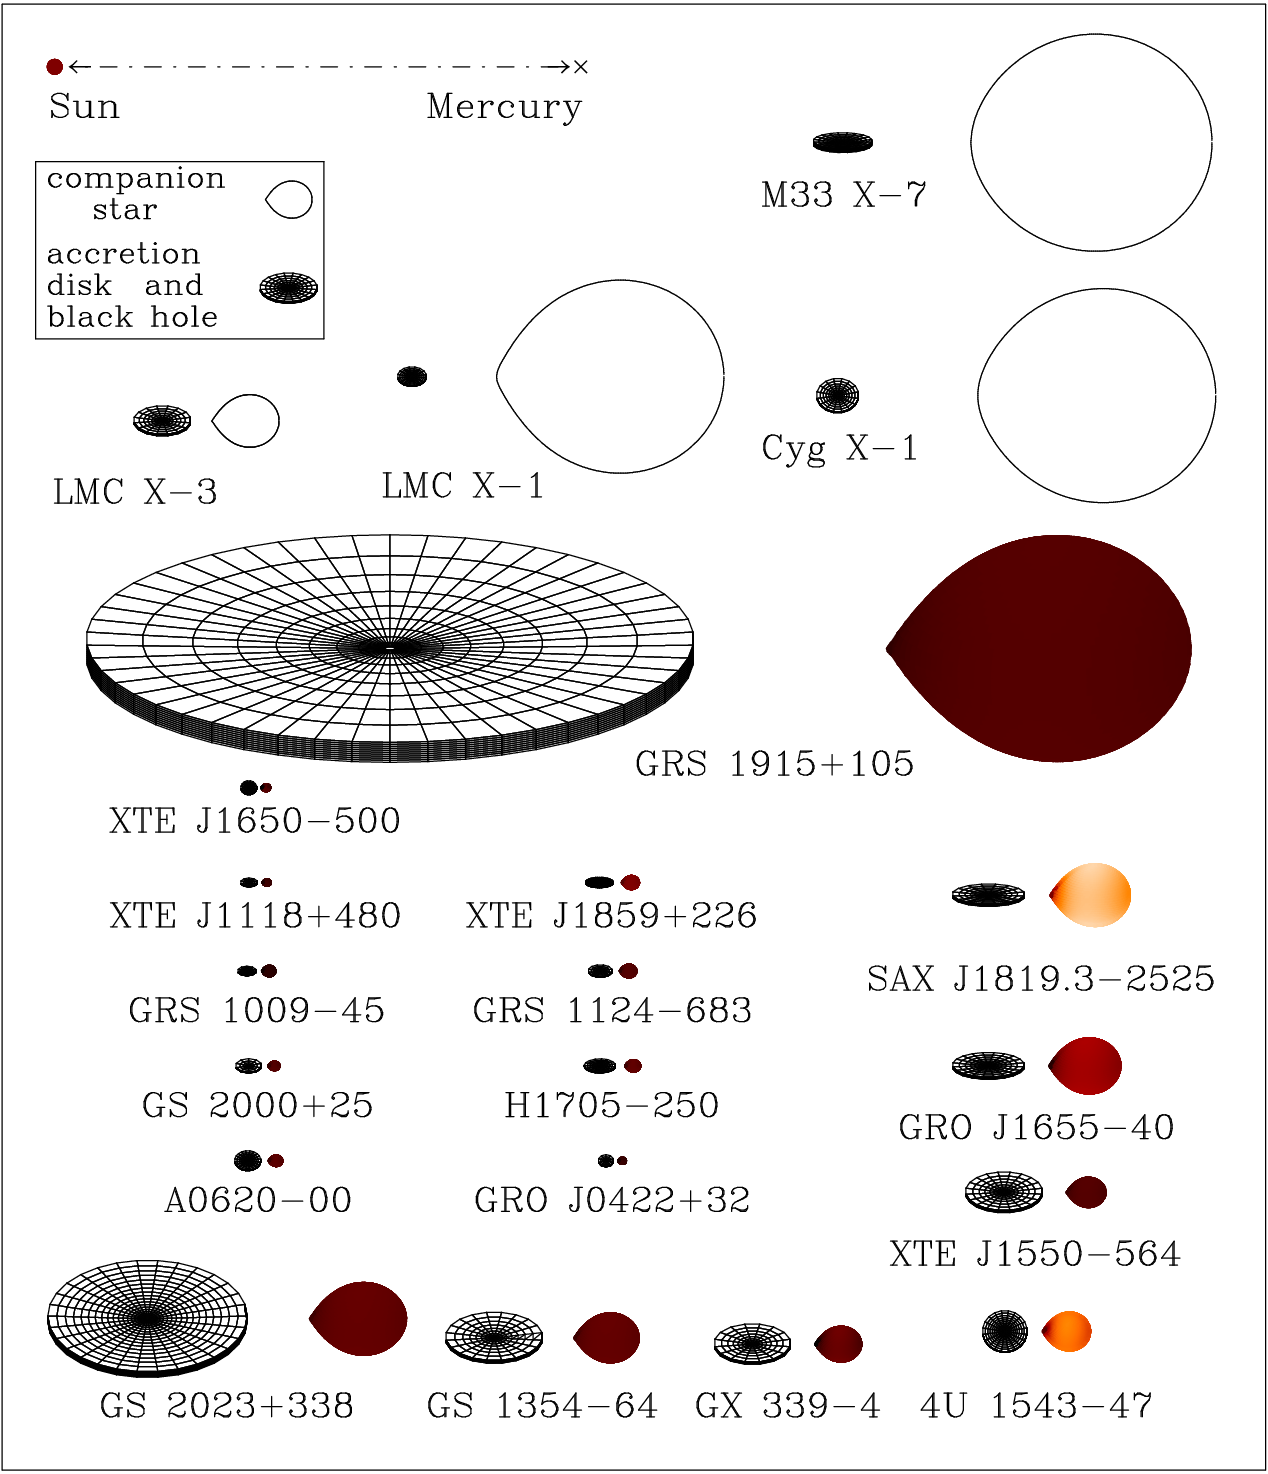 Sun
Mercury
companion
star
accretion
disk and
black hole
M33 X-7
LMC X-3
LMC X-1
Cyg X-1
GRS 1915+105
XTE J1650-500
XTE J1118+480
XTE J1859+226
SAX J1819.3-2525
GRS 1009-45
GRS 1124-683
GS 2000+25
H1705-250
GRO J1655-40
A0620-00
GRO J0422+32
XTE J1550-564
GS 2023+338
GS 1354-64
GX 339-4
4U 1543-47